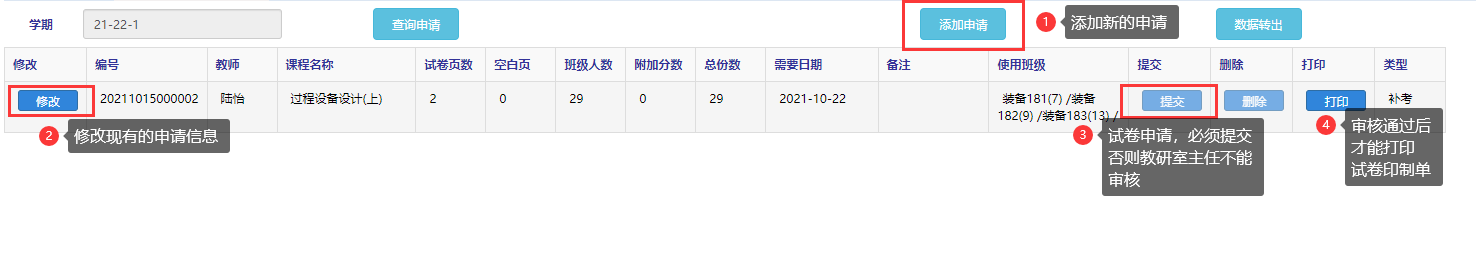 学期 21-22-1 查询申请 添加申请 1 添加新的申请 数据转出
修改 编号 教师 课程名称 试卷页数 空白页 班级人数 附加分数 总份数 需要日期 备注 使用班级 提交 删除 打印 类型
修改 20211015000002 陆怡 过程设备设计(上) 2 0 29 0 29 2021-10-22 装备181(7) /装备 提交 删除 打印 补考
182(9) /装备183(13) /
2 修改现有的申请信息
3 试卷申请，必须提交
否则教研室主任不能
审核
4 审核通过后
才能打印
试卷印制单